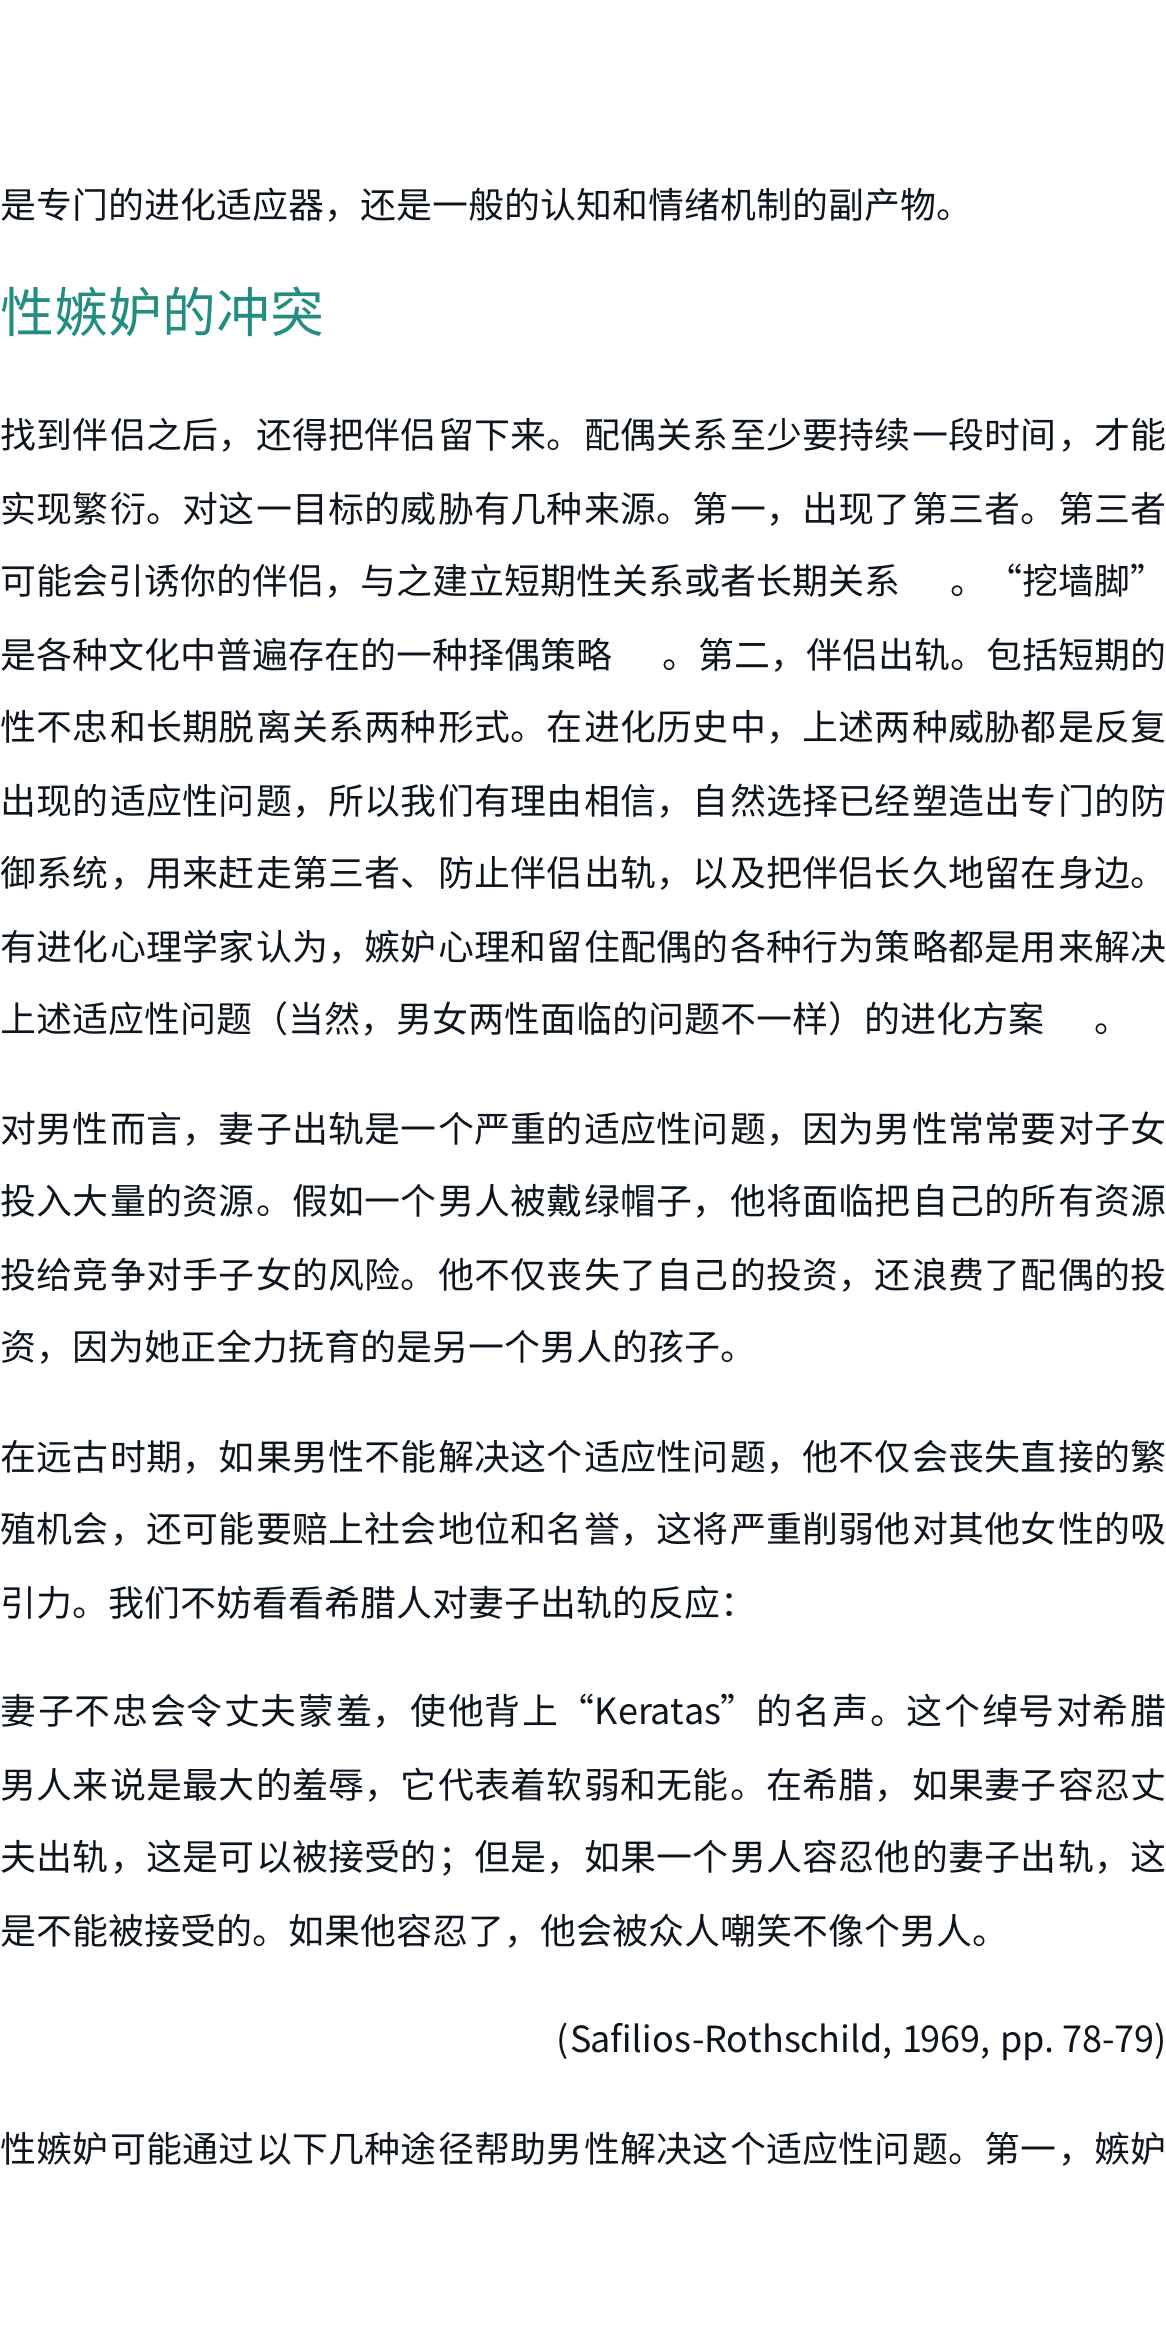 是专门的进化适应器，还是一般的认知和情绪机制的副产物。
性嫉妒的冲突
找到伴侣之后，还得把伴侣留下来。配偶关系至少要持续一段时间，才能
实现繁衍。对这一目标的威胁有几种来源。第一，出现了第三者。第三者
可能会引诱你的伴侣，与之建立短期性关系或者长期关系 。“挖墙脚”
是各种文化中普遍存在的一种择偶策略 。第二，伴侣出轨。包括短期的
性不忠和长期脱离关系两种形式。在进化历史中，上述两种威胁都是反复
出现的适应性问题，所以我们有理由相信，自然选择已经塑造出专门的防
御系统，用来赶走第三者、防止伴侣出轨，以及把伴侣长久地留在身边。
有进化心理学家认为，嫉妒心理和留住配偶的各种行为策略都是用来解决
上述适应性问题（当然，男女两性面临的问题不一样）的进化方案 。
对男性而言，妻子出轨是一个严重的适应性问题，因为男性常常要对子女
投入大量的资源。假如一个男人被戴绿帽子，他将面临把自己的所有资源
投给竞争对手子女的风险。他不仅丧失了自己的投资，还浪费了配偶的投
资，因为她正全力抚育的是另一个男人的孩子。
在远古时期，如果男性不能解决这个适应性问题，他不仅会丧失直接的繁
殖机会，还可能要赔上社会地位和名誉，这将严重削弱他对其他女性的吸
引力。我们不妨看看希腊人对妻子出轨的反应：
妻子不忠会令丈夫蒙羞，使他背上“Keratas”的名声。这个绰号对希腊
男人来说是最大的羞辱，它代表着软弱和无能。在希腊，如果妻子容忍丈
夫出轨，这是可以被接受的；但是，如果一个男人容忍他的妻子出轨，这
是不能被接受的。如果他容忍了，他会被众人嘲笑不像个男人。
(Safilios-Rothschild, 1969, pp. 78-79)
性嫉妒可能通过以下几种途径帮助男性解决这个适应性问题。第一，嫉妒